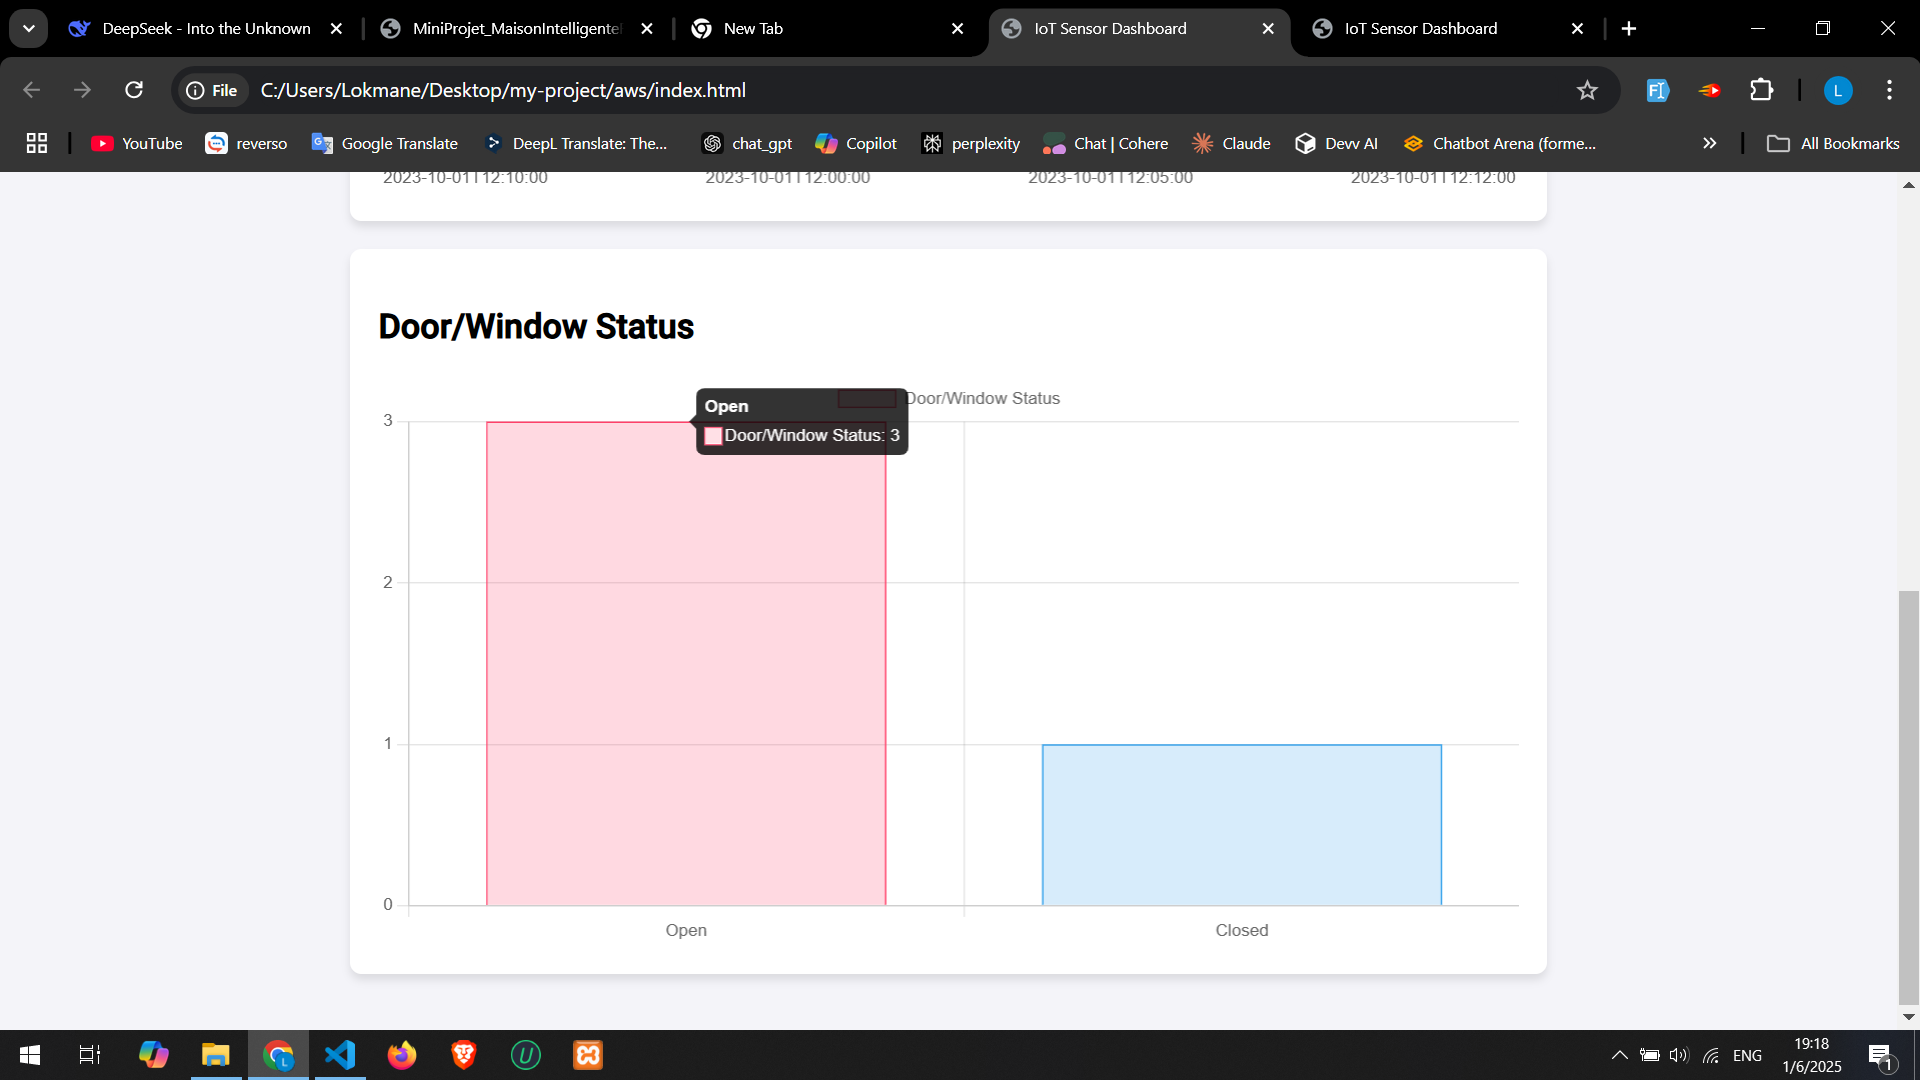 DeepSeek - Into the Unknown
MiniProjet_MaisonIntelligente
New Tab
IoT Sensor Dashboard
IoT Sensor Dashboard
File
C:/Users/Lokmane/Desktop/my-project/aws/index.html
L
YouTube
reverso
Google Translate
DeepL Translate: The...
chat_gpt
Copilot
perplexity
Chat | Cohere
Claude
Devv AI
Chatbot Arena (forme...
All Bookmarks
2023-10-01T12:10:00
2023-10-01T12:00:00
2023-10-01T12:05:00
2023-10-01T12:12:00
Door/Window Status
Door/Window Status
Open
Door/Window Status: 3
3
2
1
0
Open
Closed
ENG
19:18
1/6/2025
1